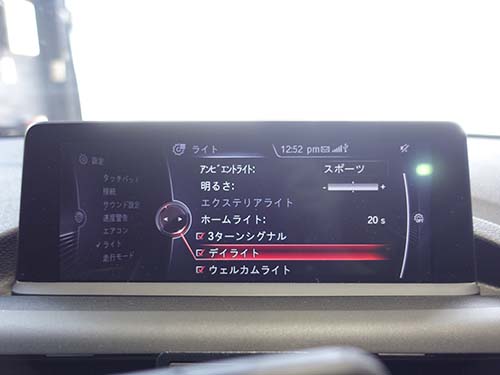 ライト 12:52 pm
設定
タッチパッド
接続
サウンド設定
速度警告
エアコン
✓ ライト
走行モード
アンビエントライト: スポーツ
明るさ: - +
エクステリアライト
ホームライト: 20 s
3ターンシグナル
デイライト
ウェルカムライト